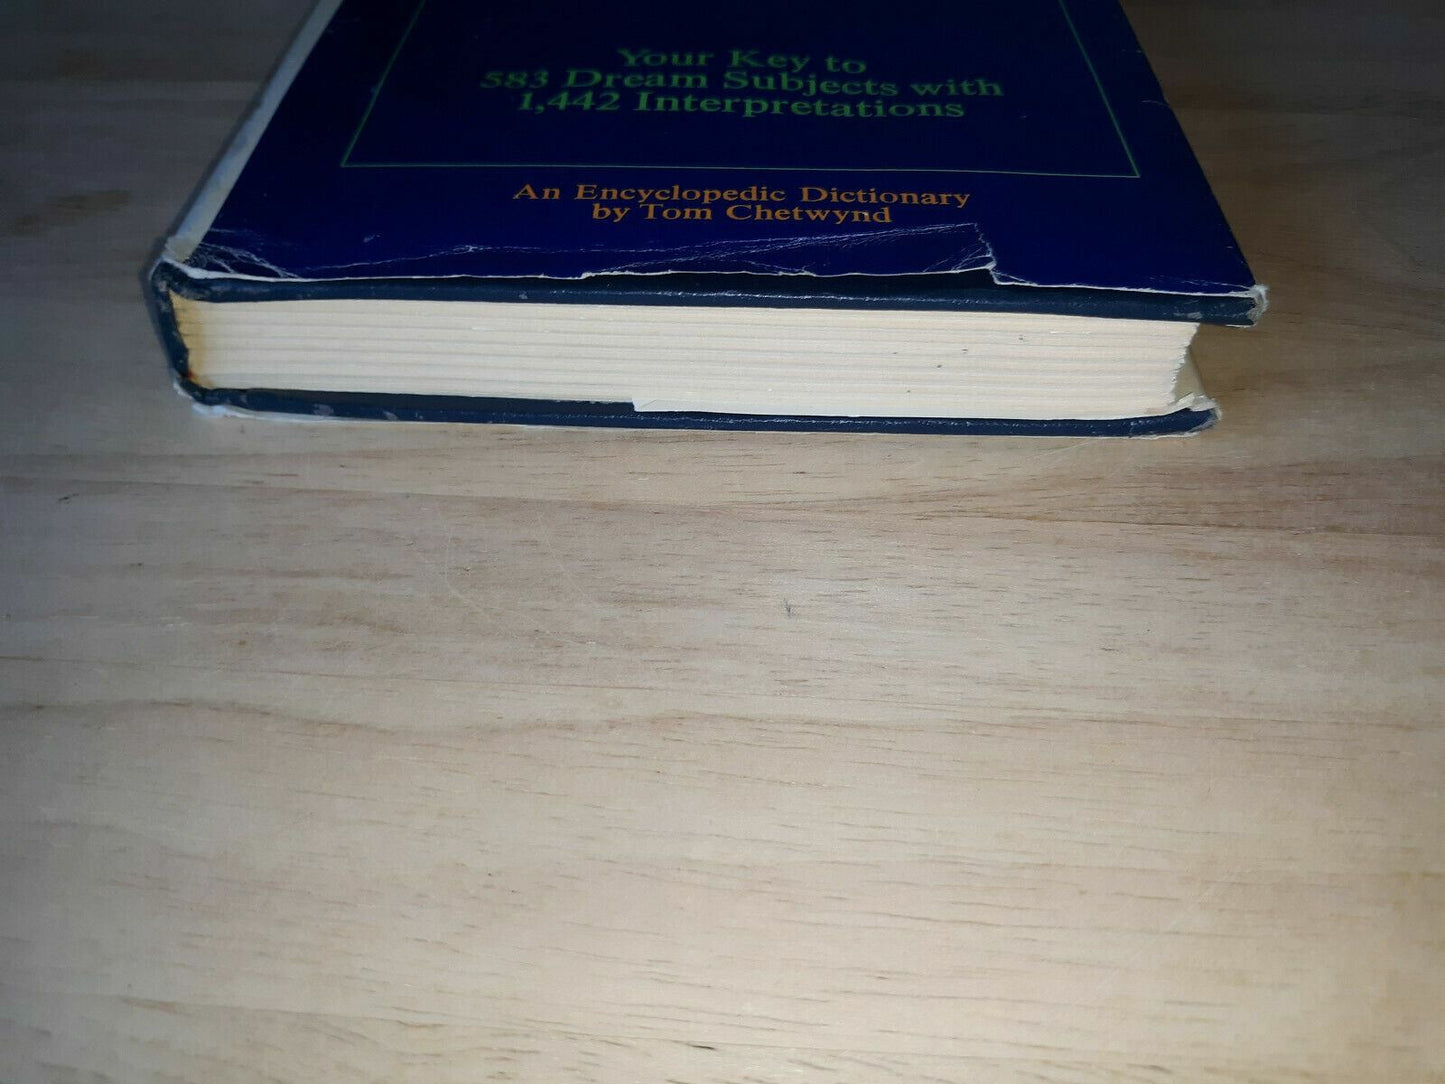 Your Key to
583 Dream Subjects with
1,442 Interpretations
An Encyclopedic Dictionary
by Tom Chetwynd